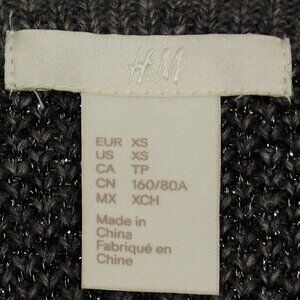 H&M
EUR XS
US XS
CA TP
CN 160/80A
MX XCH
Made in
China
Fabriqué en
Chine